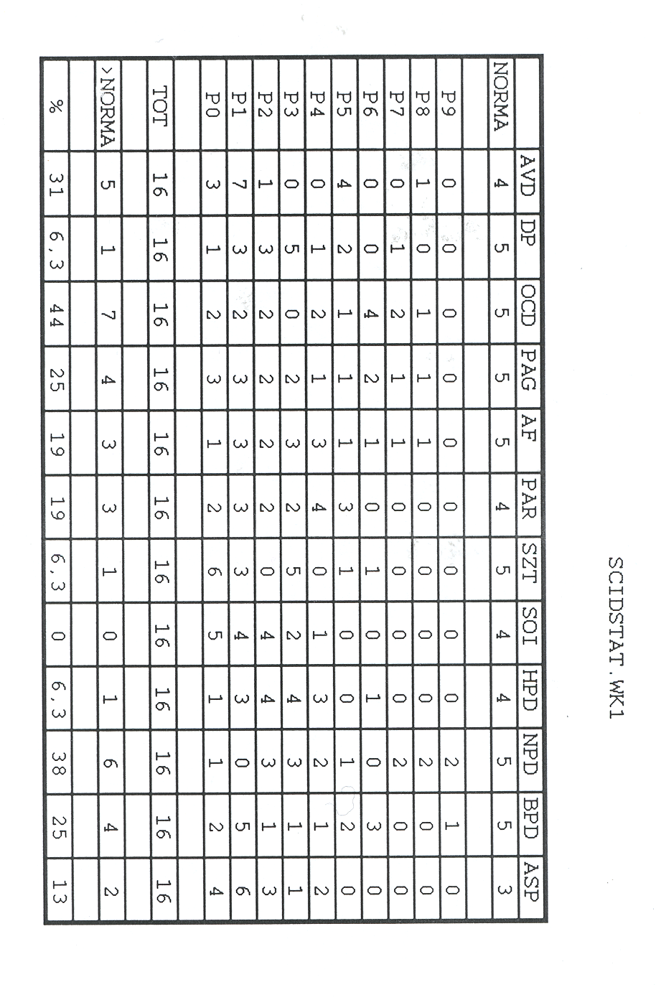 SCIDSTAT.WK1
AVD DP OCD PAG AF PAR SZT SOI HPD NPD BPD ASP
NORMA 4 5 5 5 5 4 5 4 4 5 5 3
P9 0 0 0 0 0 0 0 0 0 2 1 0
P8 1 0 1 1 1 0 0 0 0 2 0 0
P7 0 1 2 1 1 0 0 0 0 2 0 0
P6 0 0 4 2 1 0 1 0 1 0 3 0
P5 4 2 1 1 1 3 1 0 0 1 2 0
P4 0 1 2 1 3 4 0 1 3 2 1 2
P3 0 5 0 2 3 2 5 2 4 3 1 1
P2 1 3 2 2 2 2 0 4 4 3 1 3
P1 7 3 2 3 3 3 3 4 3 0 5 6
P0 3 1 2 3 1 2 6 5 1 1 2 4
TOT 16 16 16 16 16 16 16 16 16 16 16 16
>NORMA 5 1 7 4 3 3 1 0 1 6 4 2
% 31 6,3 44 25 19 19 6,3 0 6,3 38 25 13